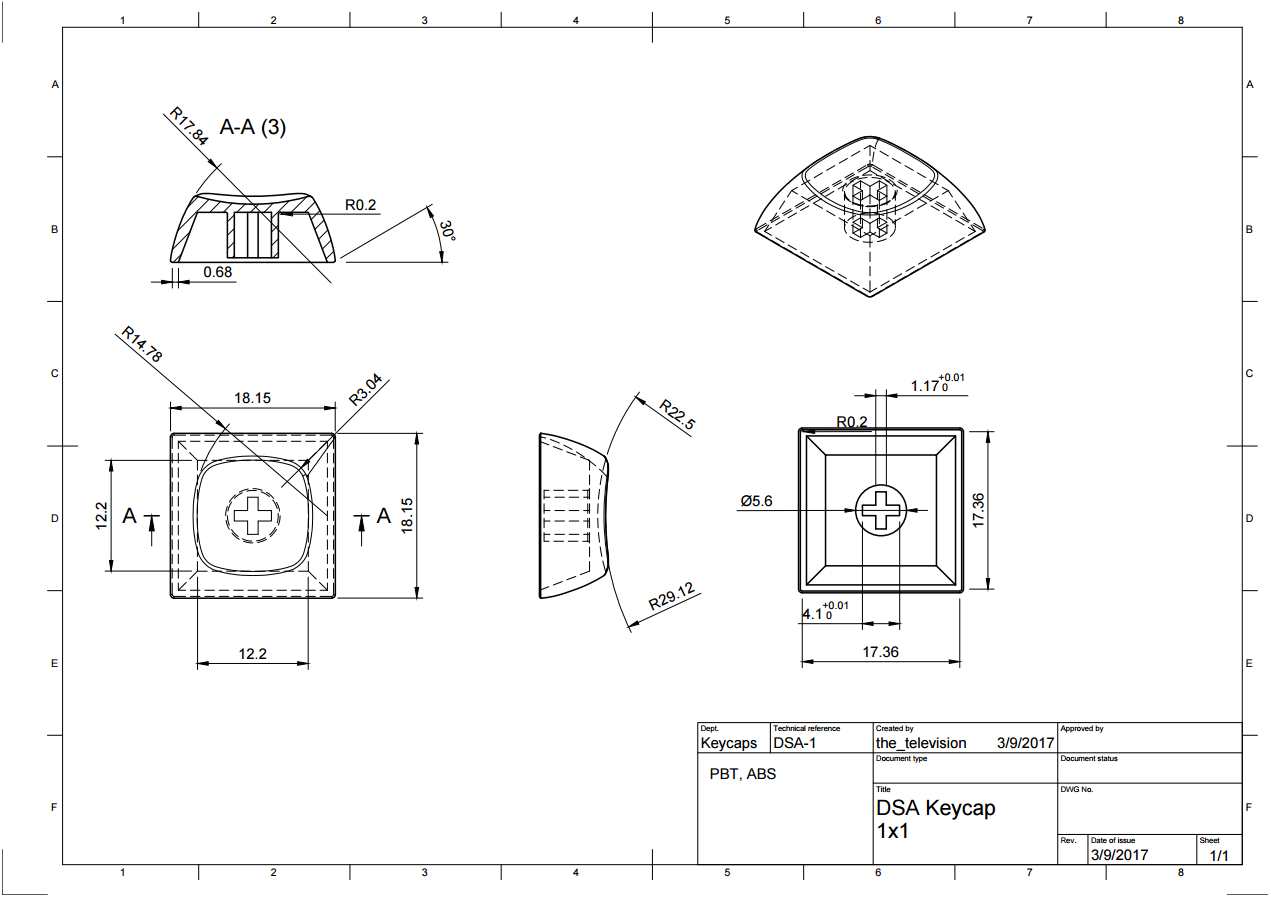 1 2 3 4 5 6 7 8
A A
R17.84
A-A (3)
R0.2
30°
B B
0.68
R14.78
R3.04
18.15
C C
R22.5
1.17 +0.01 0
R0.2
12.2
A A
18.15
Ø5.6
17.36
D D
R29.12
4.1 +0.01 0
12.2
17.36
E E
Dept. Technical reference Created by Approved by
Keycaps DSA-1 the_television 3/9/2017
Document type Document status
PBT, ABS
Title DWG No.
DSA Keycap
1x1
F F
Rev. Date of issue Sheet
3/9/2017 1/1
1 2 3 4 5 6 7 8